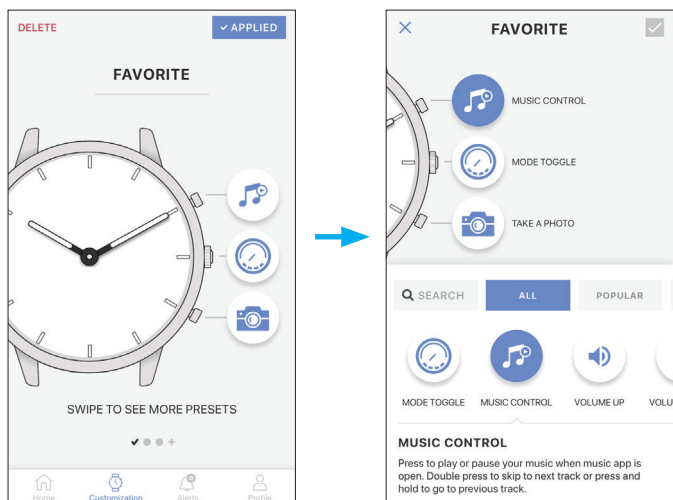 DELETE
APPLIED
FAVORITE
SWIPE TO SEE MORE PRESETS
Home
Customization
Alerts
Profile
FAVORITE
MUSIC CONTROL
MODE TOGGLE
TAKE A PHOTO
SEARCH
ALL
POPULAR
MODE TOGGLE
MUSIC CONTROL
VOLUME UP
VOLU
MUSIC CONTROL
Press to play or pause your music when music app is
open. Double press to skip to next track or press and
hold to go to previous track.